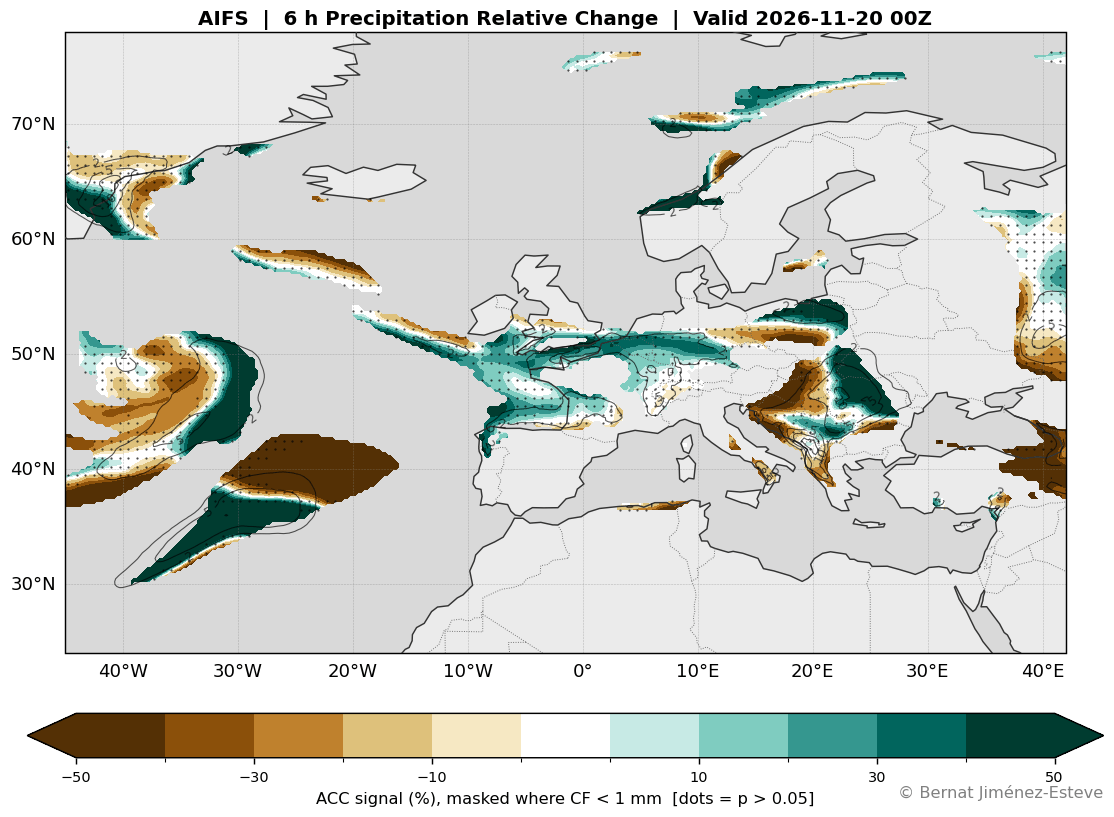 AIFS | 6 h Precipitation Relative Change | Valid 2026-11-20 00Z
70°N
60°N
50°N
40°N
30°N
40°W 30°W 20°W 10°W 0° 10°E 20°E 30°E 40°E
−50 −30 −10 10 30 50
ACC signal (%), masked where CF < 1 mm [dots = p > 0.05]
© Bernat Jiménez-Esteve